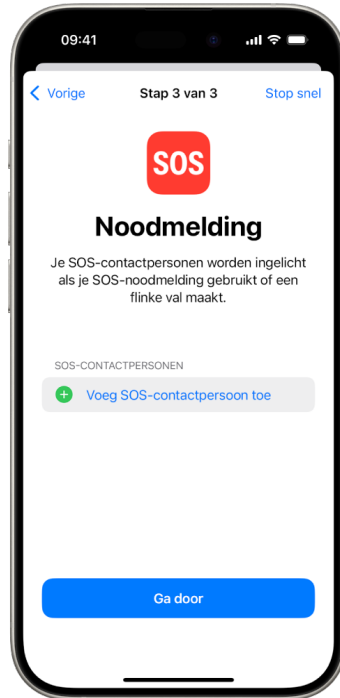 09:41
Vorige
Stap 3 van 3
Stop snel
SOS
Noodmelding
Je SOS-contactpersonen worden ingelicht
als je SOS-noodmelding gebruikt of een
flinke val maakt.
SOS-CONTACTPERSONEN
Voeg SOS-contactpersoon toe
Ga door